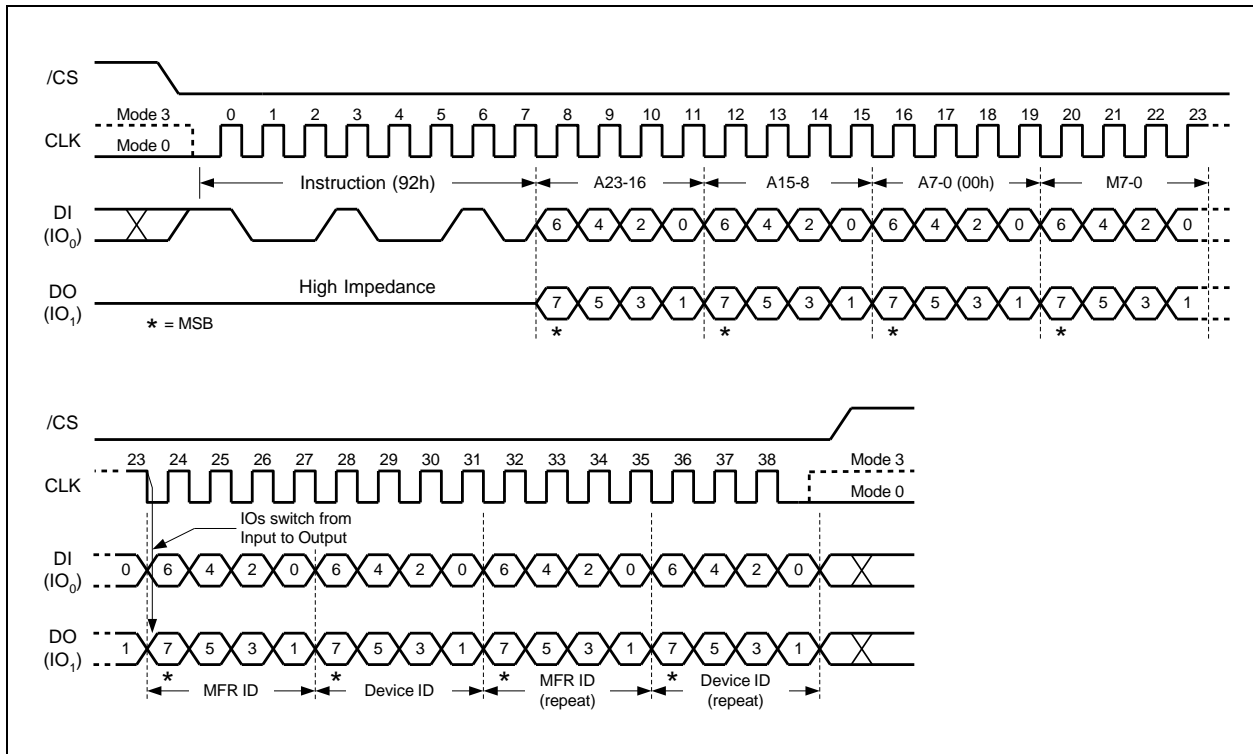 /CS
Mode 3 0 1 2 3 4 5 6 7 8 9 10 11 12 13 14 15 16 17 18 19 20 21 22 23
CLK
Mode 0
Instruction (92h) A23-16 A15-8 A7-0 (00h) M7-0
DI
(IO0)
6 4 2 0 6 4 2 0 6 4 2 0 6 4 2 0
High Impedance
DO
(IO1)
7 5 3 1 7 5 3 1 7 5 3 1 7 5 3 1
* = MSB * * * *
/CS
23 24 25 26 27 28 29 30 31 32 33 34 35 36 37 38 Mode 3
CLK
Mode 0
IOs switch from
Input to Output
DI
(IO0)
0 6 4 2 0 6 4 2 0 6 4 2 0 6 4 2 0
DO
(IO1)
1 7 5 3 1 7 5 3 1 7 5 3 1 7 5 3 1
* * * *
MFR ID Device ID MFR ID
(repeat) Device ID
(repeat)